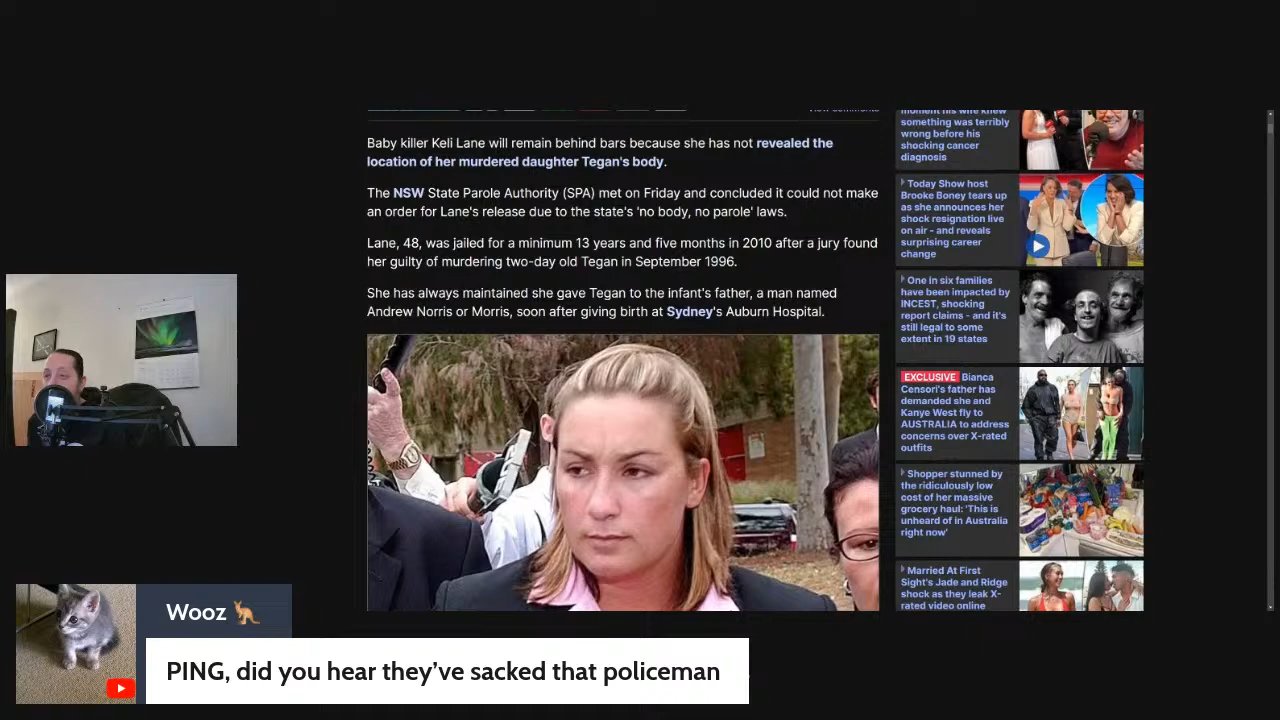 Baby killer Keli Lane will remain behind bars because she has not revealed the
location of her murdered daughter Tegan's body.
The NSW State Parole Authority (SPA) met on Friday and concluded it could not make
an order for Lane's release due to the state's 'no body, no parole' laws.
Lane, 48, was jailed for a minimum 13 years and five months in 2010 after a jury found
her guilty of murdering two-day old Tegan in September 1996.
She has always maintained she gave Tegan to the infant's father, a man named
Andrew Norris or Morris, soon after giving birth at Sydney's Auburn Hospital.
moment his wife knew
something was terribly
wrong before his
shocking cancer
diagnosis
Today Show host
Brooke Boney tears up
as she announces her
shock resignation live
on air - and reveals
surprising career
change
One in six families
have been impacted by
INCEST, shocking
report claims - and it's
still legal to some
extent in 19 states
EXCLUSIVE Bianca
Censori's father has
demanded she and
Kanye West fly to
AUSTRALIA to address
concerns over X-rated
outfits
Shopper stunned by
the ridiculously low
cost of her massive
grocery haul: 'This is
unheard of in Australia
right now'
Married At First
Sight's Jade and Ridge
shock as they leak X-
rated video online
Wooz 🦘
PING, did you hear they've sacked that policeman